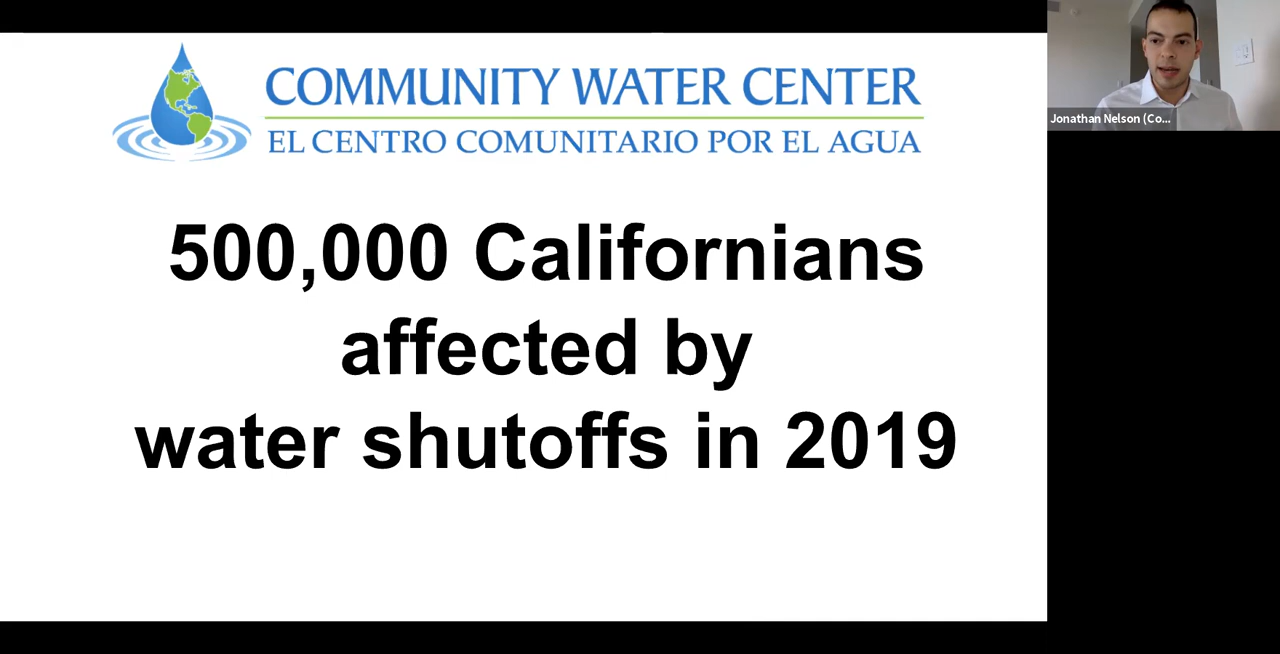 COMMUNITY WATER CENTER
EL CENTRO COMUNITARIO POR EL AGUA
Jonathan Nelson (Co...
500,000 Californians
affected by
water shutoffs in 2019